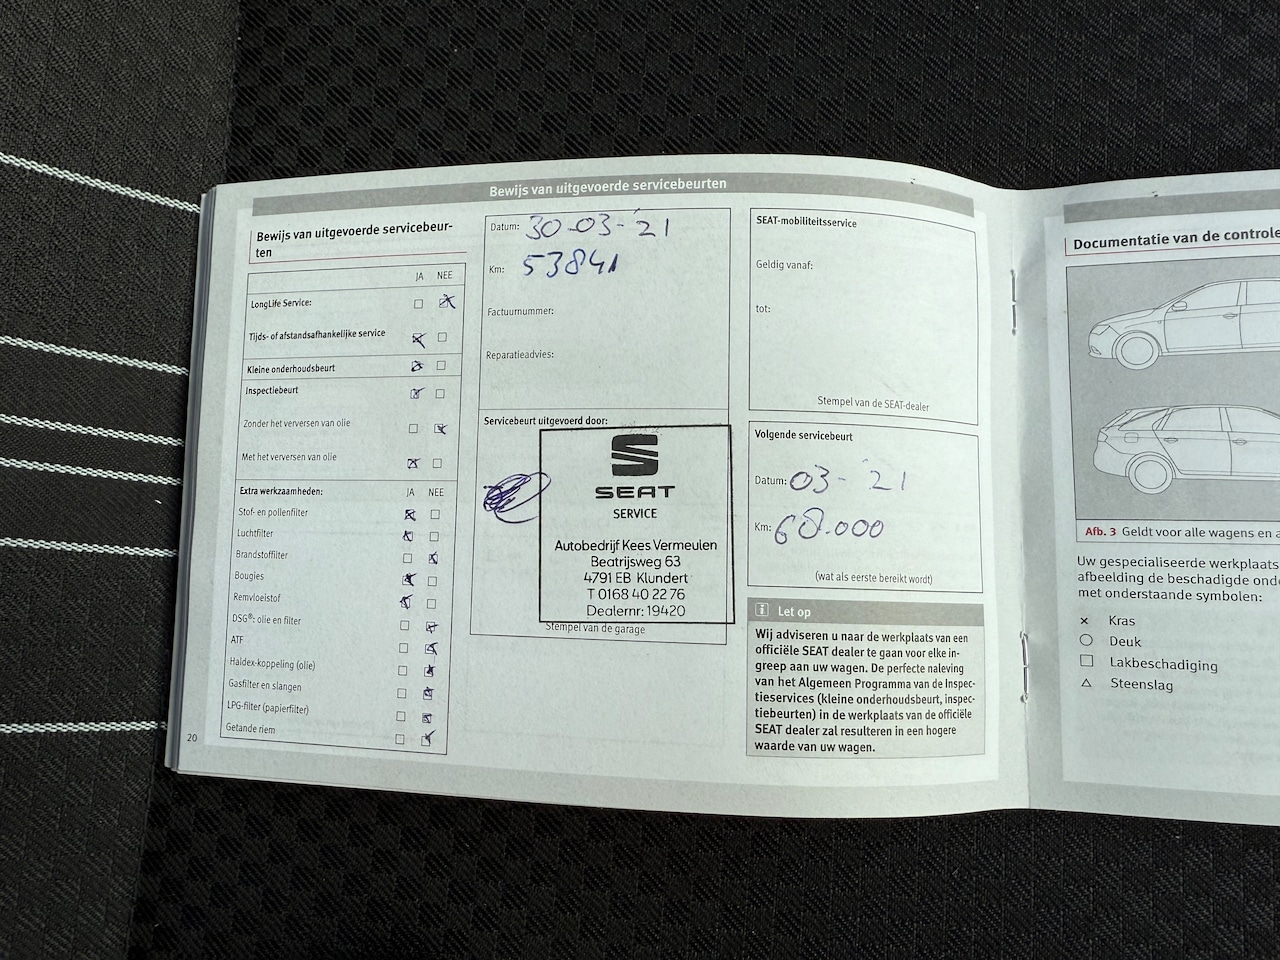 Bewijs van uitgevoerde servicebeurten
Bewijs van uitgevoerde servicebeur-
ten
JA NEE
LongLife Service:
Tijds- of afstandsafhankelijke service
Kleine onderhoudsbeurt
Inspectiebeurt
Zonder het verversen van olie
Met het verversen van olie
Extra werkzaamheden: JA NEE
Stof- en pollenfilter
Luchtfilter
Brandstoffilter
Bougies
Remvloeistof
DSG®: olie en filter
ATF
Haldex-koppeling (olie)
Gasfilter en slangen
LPG-filter (papierfilter)
Getande riem
20
Datum: 30-03-'21
Km: 53841
Factuurnummer:
Reparatieadvies:
Servicebeurt uitgevoerd door:
SEAT
SERVICE
Autobedrijf Kees Vermeulen
Beatrijsweg 63
4791 EB Klundert
T 0168 40 22 76
Dealernr: 19420
Stempel van de garage
SEAT-mobiliteitsservice
Geldig vanaf:
tot:
Stempel van de SEAT-dealer
Volgende servicebeurt
Datum: 03-'21
Km: 68.000
(wat als eerste bereikt wordt)
i Let op
Wij adviseren u naar de werkplaats van een
officiële SEAT dealer te gaan voor elke in-
greep aan uw wagen. De perfecte naleving
van het Algemeen Programma van de Inspec-
tieservices (kleine onderhoudsbeurt, inspec-
tiebeurten) in de werkplaats van de officiële
SEAT dealer zal resulteren in een hogere
waarde van uw wagen.
Documentatie van de controle
Afb. 3 Geldt voor alle wagens en
Uw gespecialiseerde werkplaats
afbeelding de beschadigde
met onderstaande symbolen:
× Kras
○ Deuk
□ Lakbeschadiging
△ Steenslag